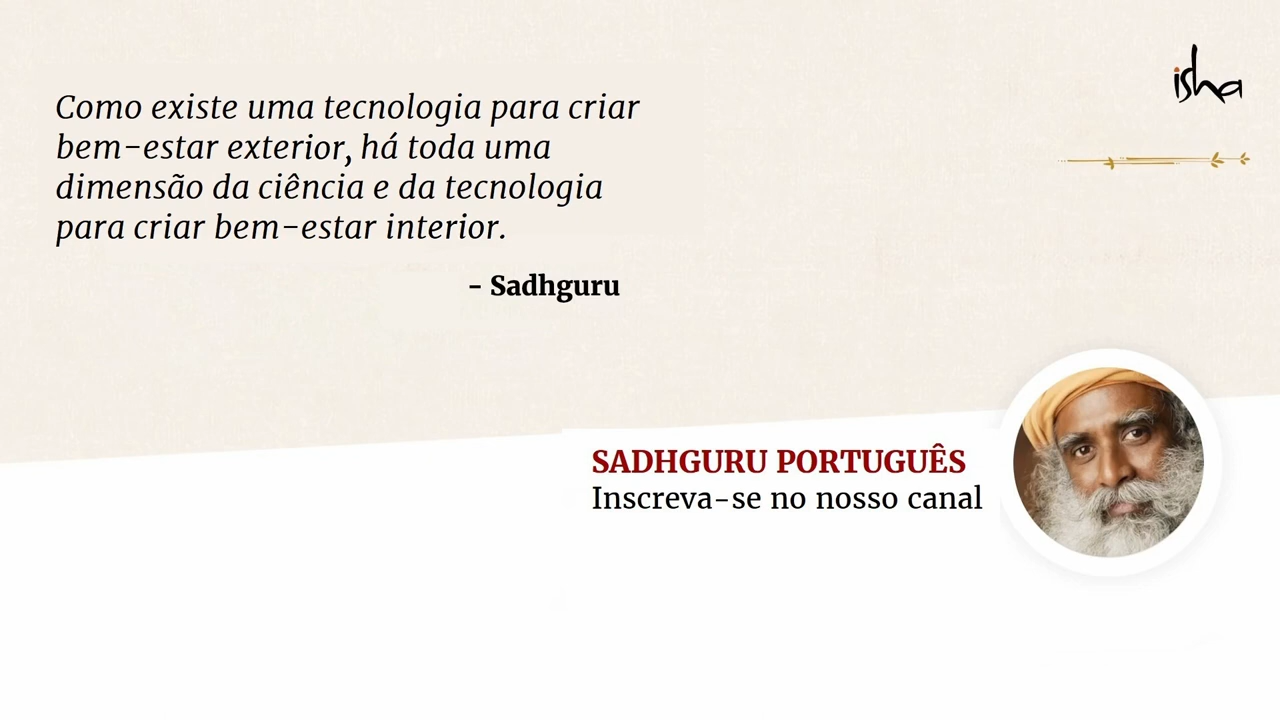 Como existe uma tecnologia para criar
bem-estar exterior, há toda uma
dimensão da ciência e da tecnologia
para criar bem-estar interior.
- Sadhguru
isha
SADHGURU PORTUGUÊS
Inscreva-se no nosso canal